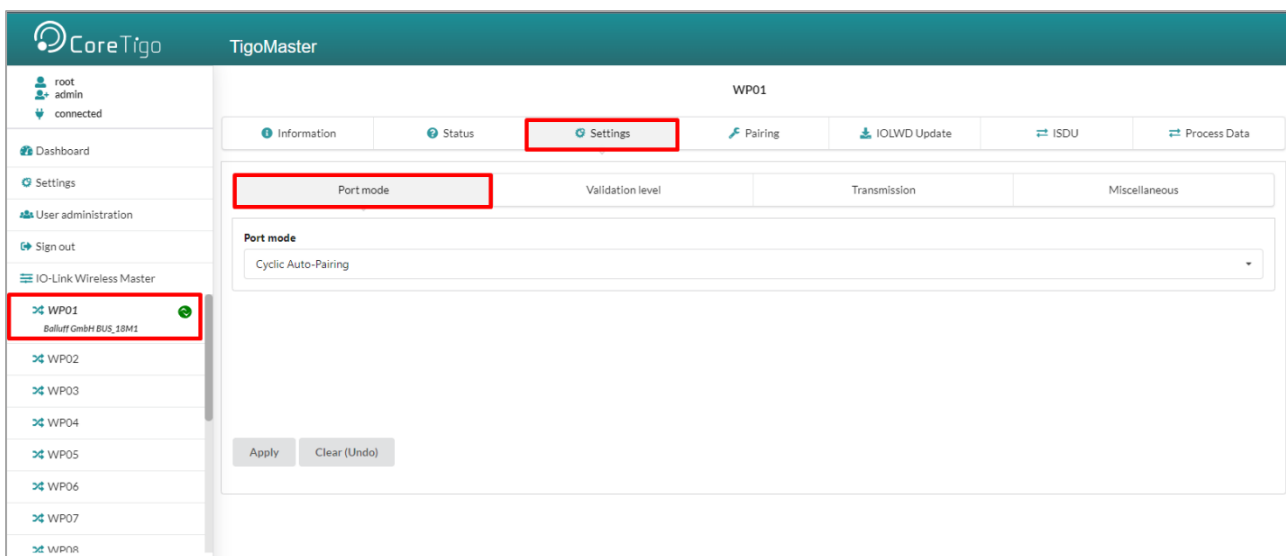 CoreTigo
TigoMaster
root
admin
connected
Dashboard
Settings
User administration
Sign out
IO-Link Wireless Master
WP01
Balluff GmbH BUS_18M1
WP02
WP03
WP04
WP05
WP06
WP07
WP08
WP01
Information Status Settings Pairing IOLWD Update ISDU Process Data
Port mode Validation level Transmission Miscellaneous
Port mode
Cyclic Auto-Pairing
Apply Clear (Undo)